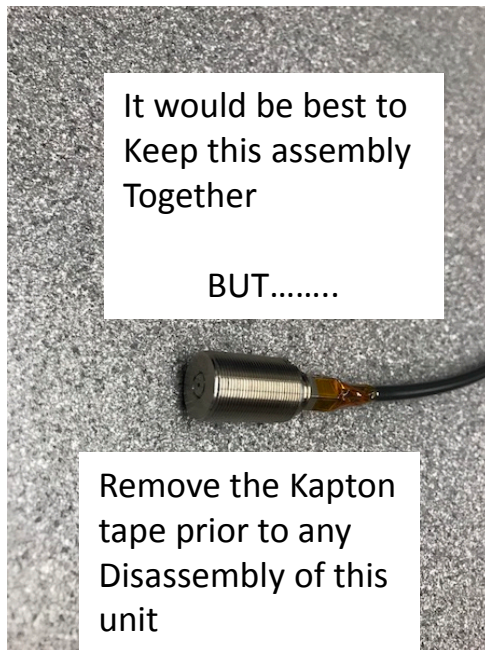 It would be best to
Keep this assembly
Together
BUT……..
Remove the Kapton
tape prior to any
Disassembly of this
unit